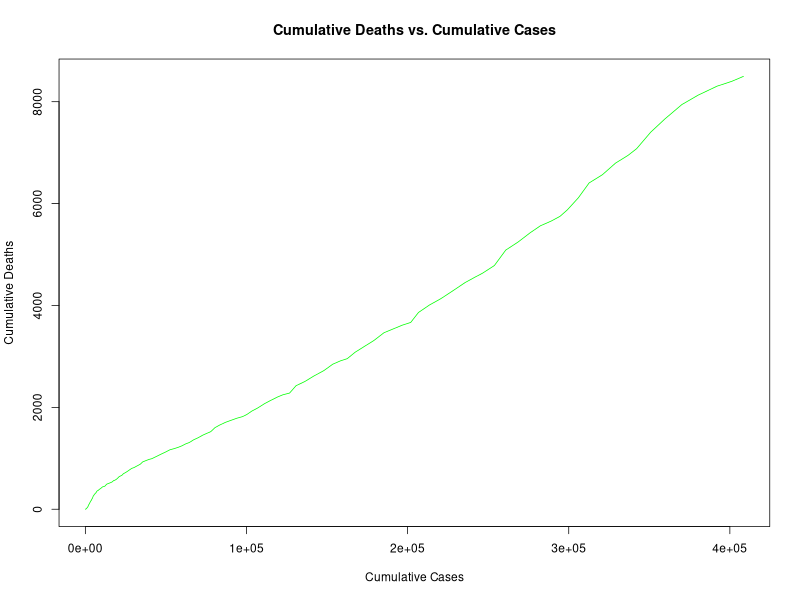 Cumulative Deaths vs. Cumulative Cases
Cumulative Deaths
8000
6000
4000
2000
0
0e+00 1e+05 2e+05 3e+05 4e+05
Cumulative Cases